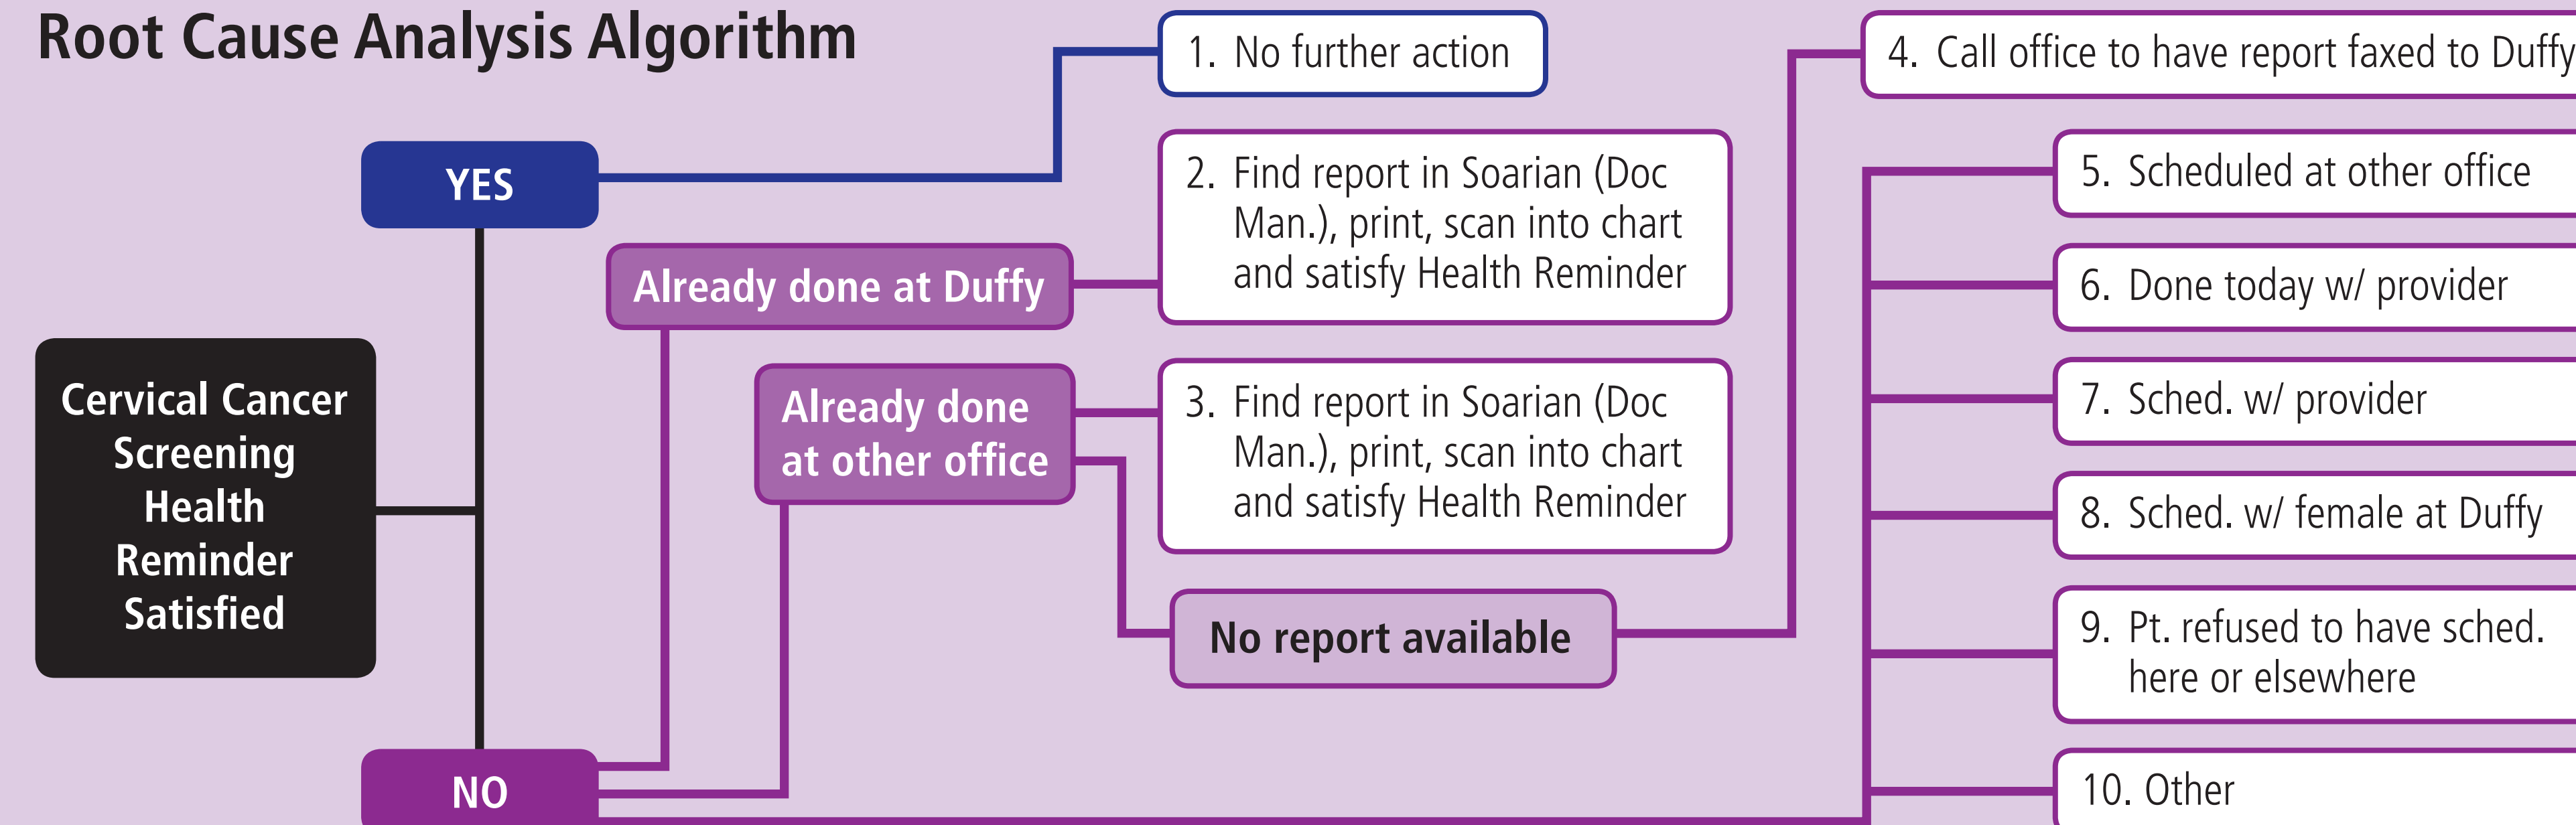 Root Cause Analysis Algorithm
1. No further action
4. Call office to have report faxed to Duffy
YES
2. Find report in Soarian (Doc
Man.), print, scan into chart
and satisfy Health Reminder
5. Scheduled at other office
Already done at Duffy
6. Done today w/ provider
Cervical Cancer
Screening
Health
Reminder
Satisfied
Already done
at other office
3. Find report in Soarian (Doc
Man.), print, scan into chart
and satisfy Health Reminder
7. Sched. w/ provider
8. Sched. w/ female at Duffy
No report available
9. Pt. refused to have sched.
here or elsewhere
NO
10. Other